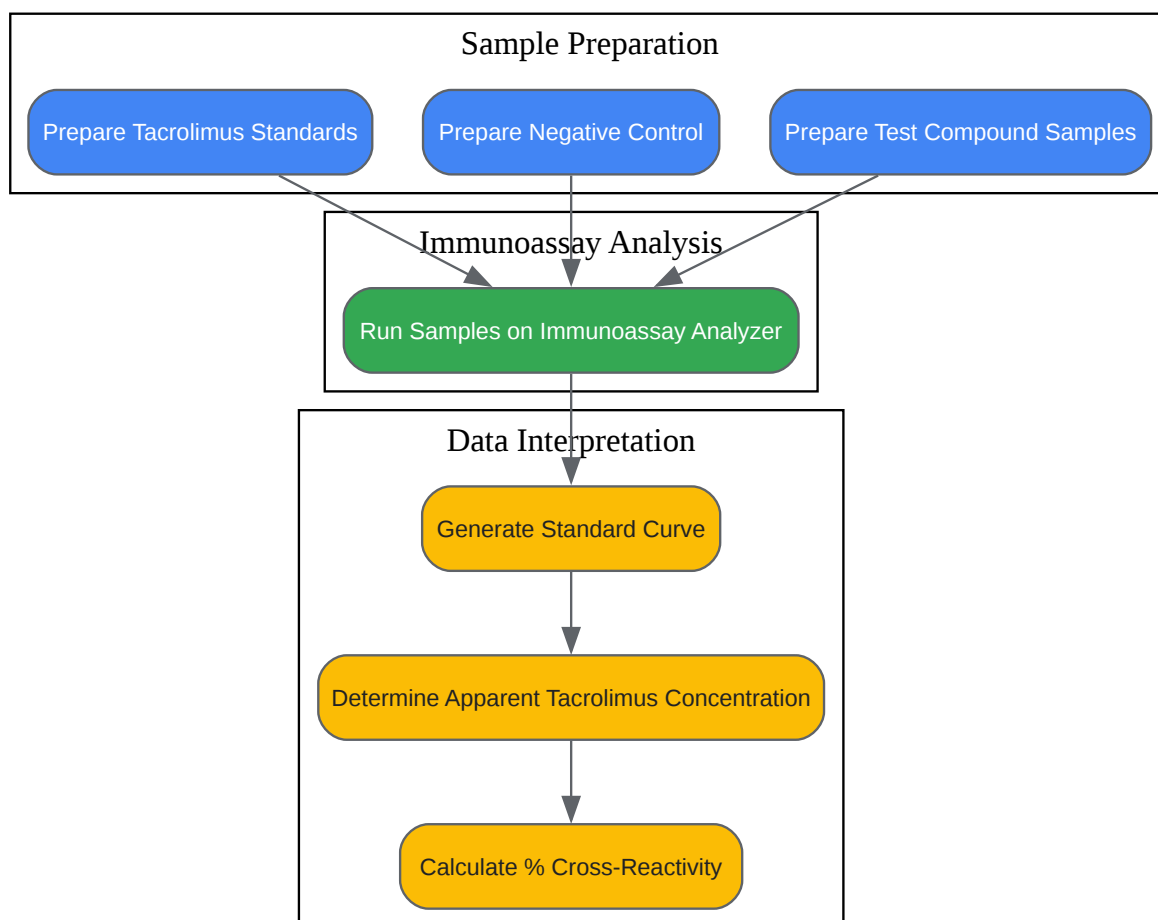 Sample Preparation
Prepare Tacrolimus Standards
Prepare Negative Control
Prepare Test Compound Samples
Immunoassay Analysis
Run Samples on Immunoassay Analyzer
Data Interpretation
Generate Standard Curve
Determine Apparent Tacrolimus Concentration
Calculate % Cross-Reactivity